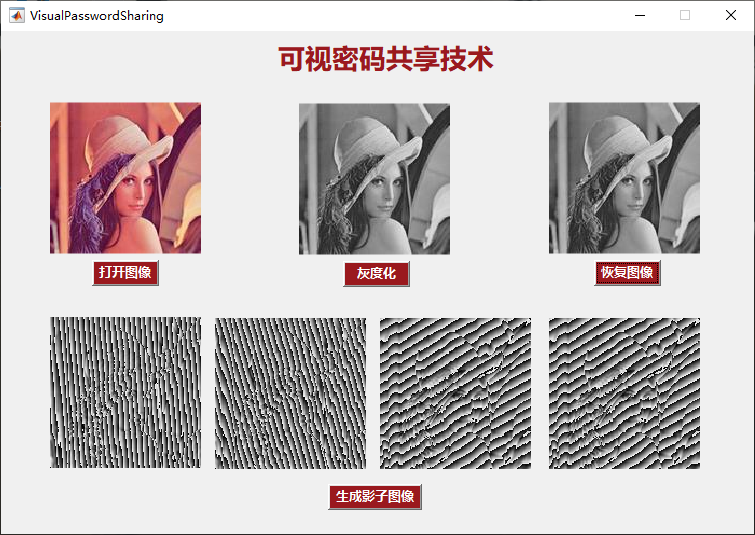 VisualPasswordSharing
可视密码共享技术
打开图像
灰度化
恢复图像
生成影子图像